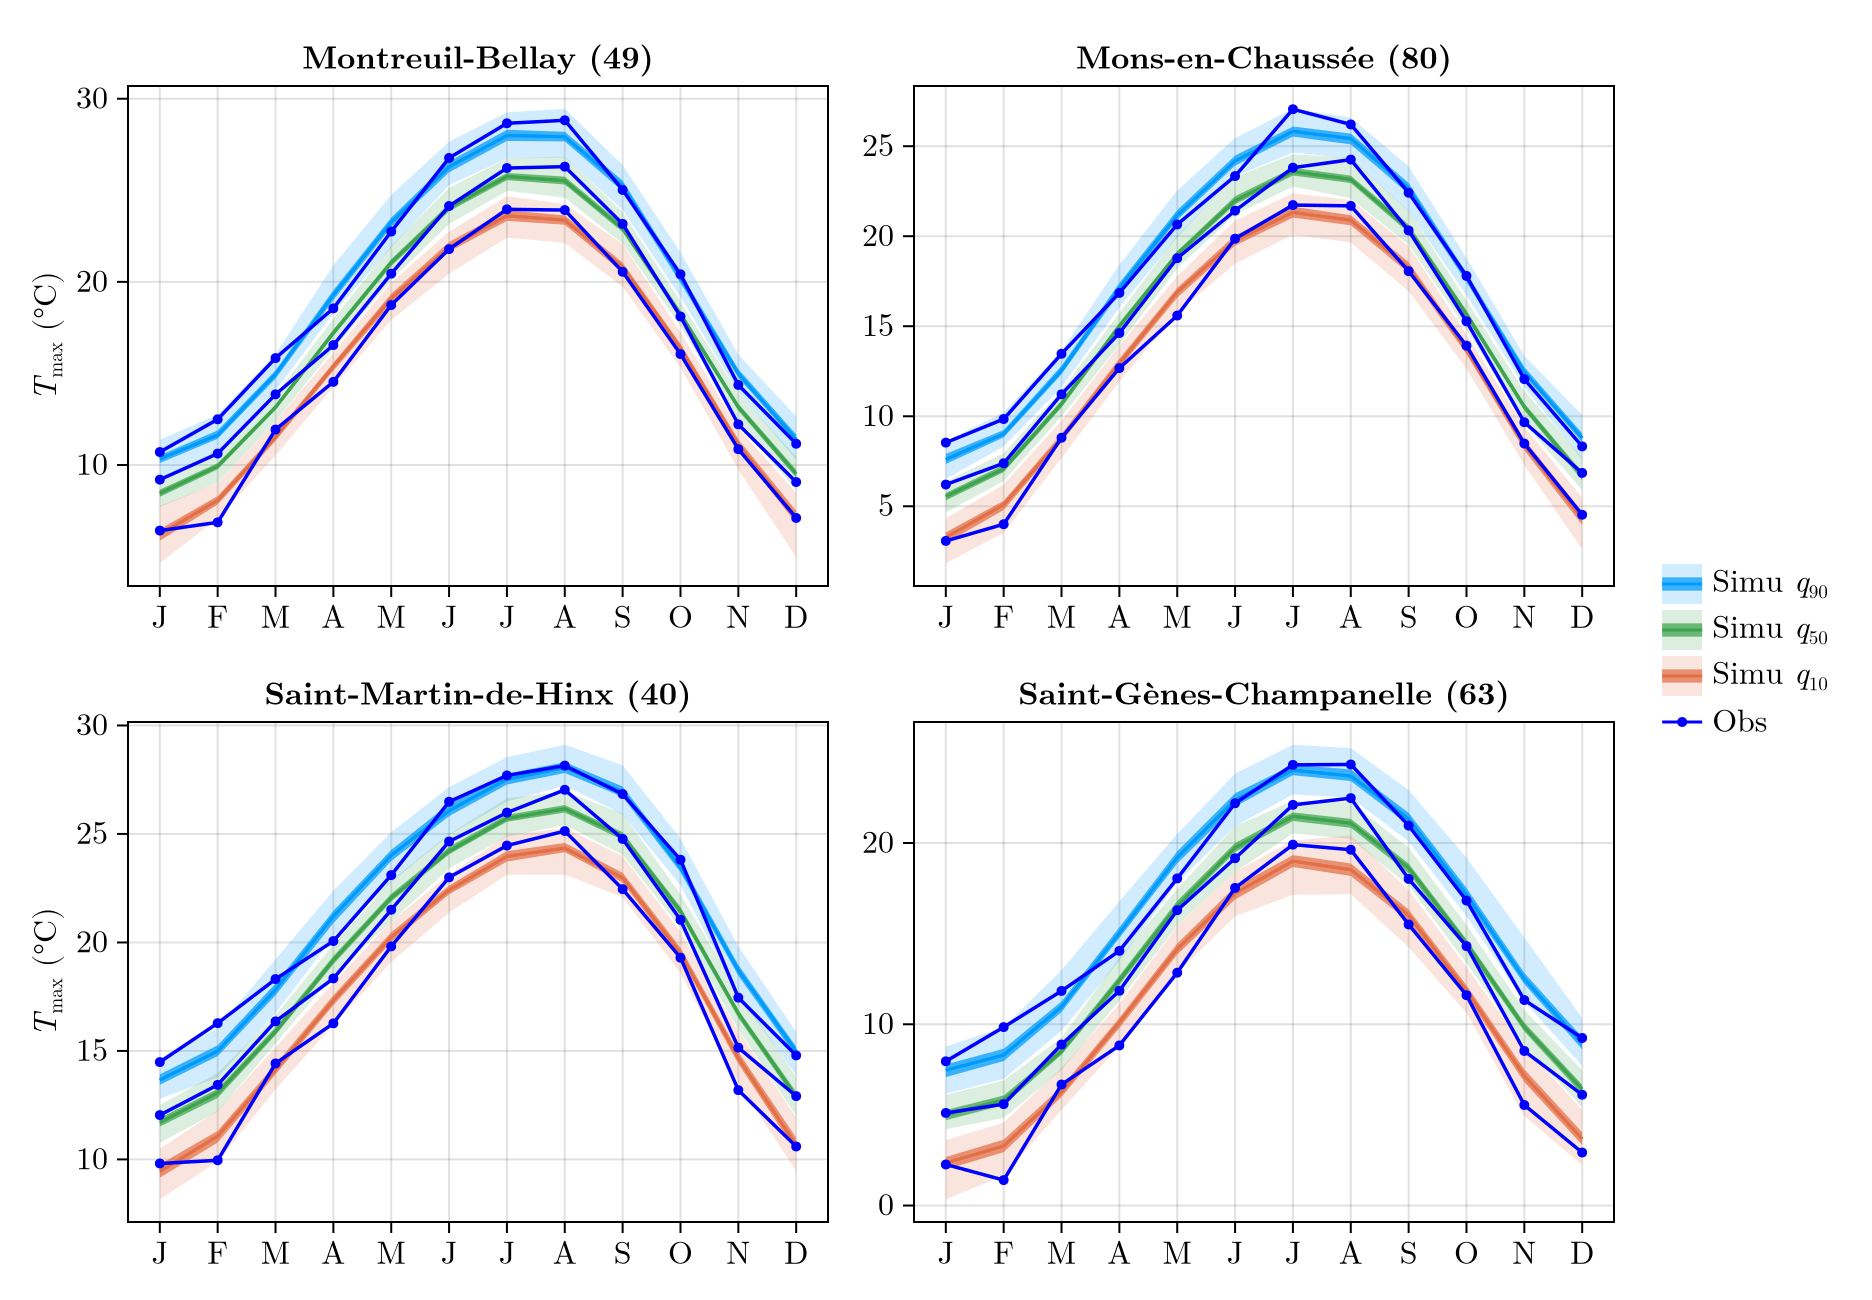 Montreuil-Bellay (49)
T_max (°C)
30
20
10
J F M A M J J A S O N D
Mons-en-Chaussée (80)
25
20
15
10
5
J F M A M J J A S O N D
Saint-Martin-de-Hinx (40)
T_max (°C)
30
25
20
15
10
J F M A M J J A S O N D
Saint-Gènes-Champanelle (63)
20
10
0
J F M A M J J A S O N D
Simu q_90
Simu q_50
Simu q_10
Obs